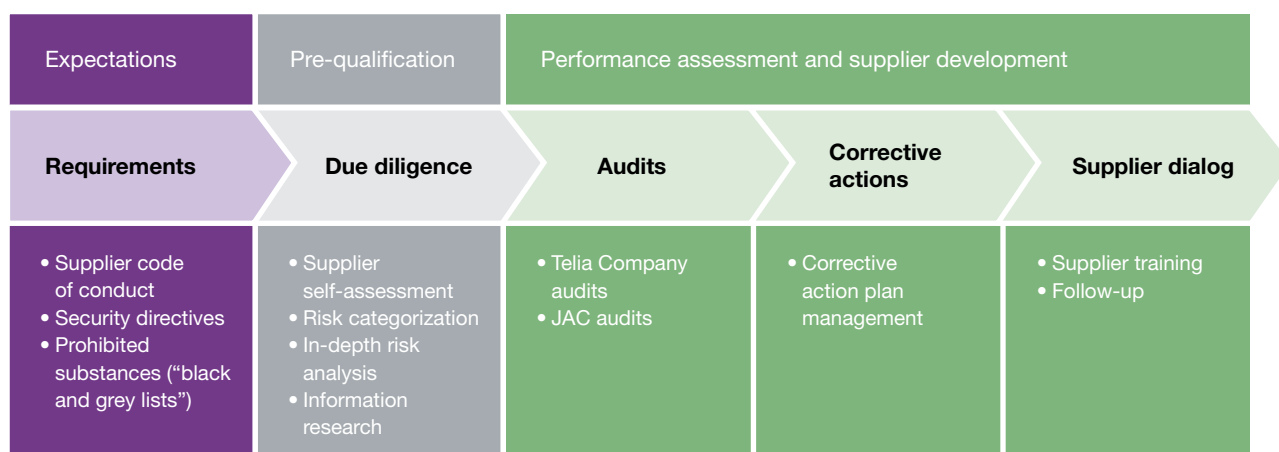 Expectations
Pre-qualification
Performance assessment and supplier development
Requirements
Due diligence
Audits
Corrective
actions
Supplier dialog
• Supplier code
of conduct
• Security directives
• Prohibited
substances (“black
and grey lists”)
• Supplier
self-assessment
• Risk categorization
• In-depth risk
analysis
• Information
research
• Telia Company
audits
• JAC audits
• Corrective
action plan
management
• Supplier training
• Follow-up